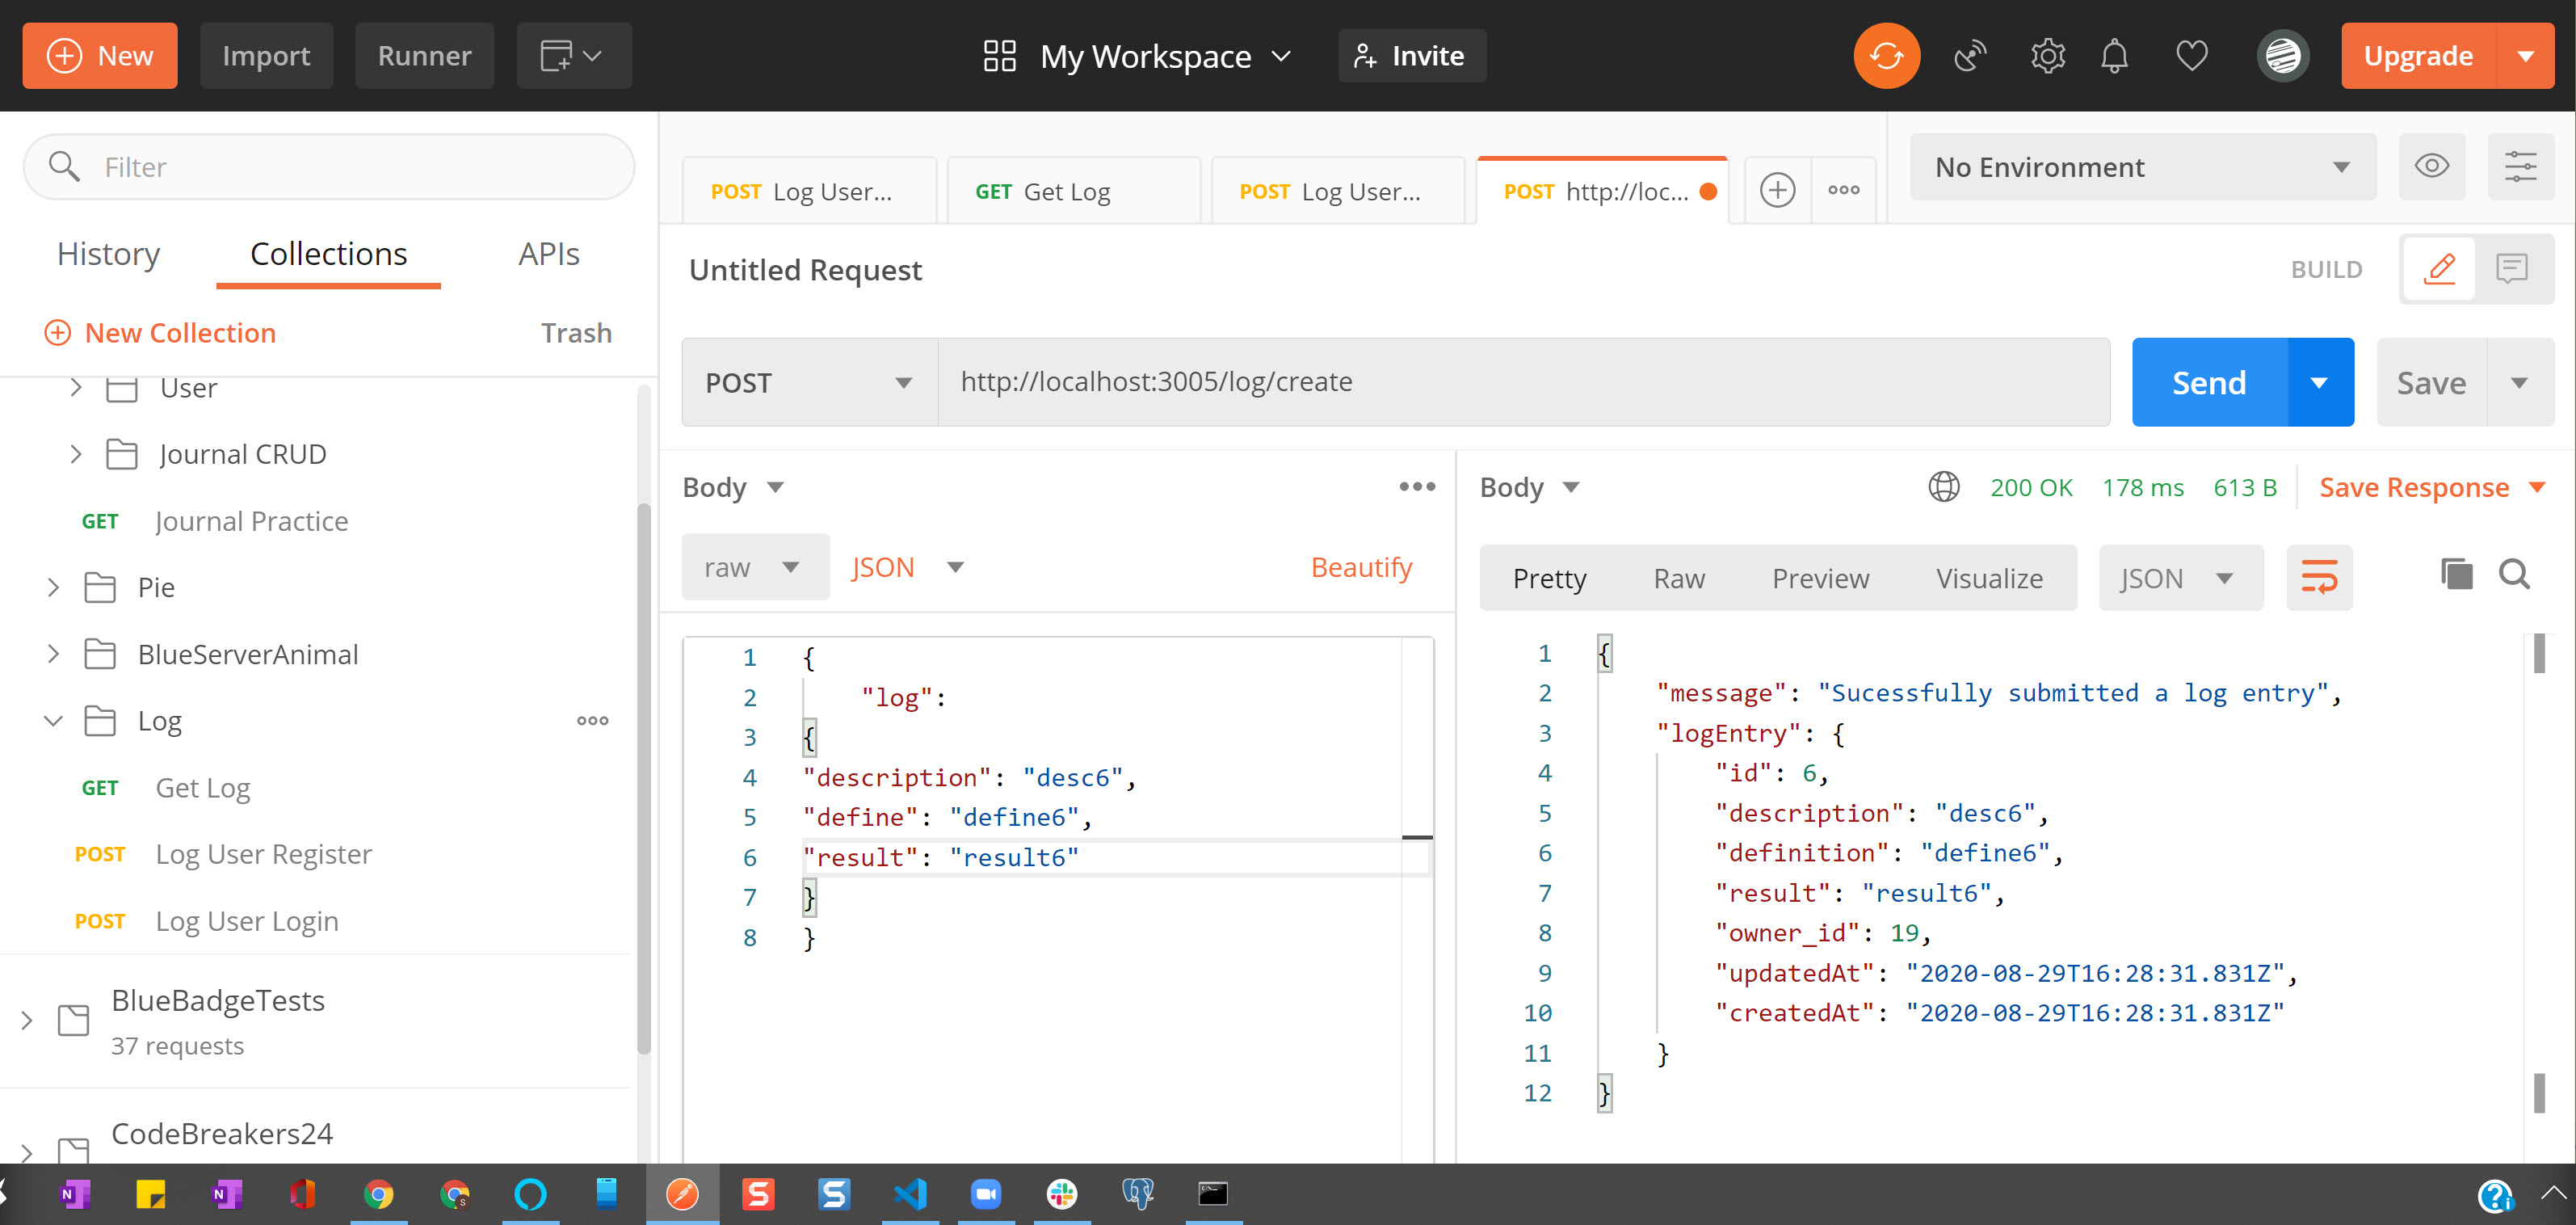 New
Import
Runner
My Workspace
Invite
Upgrade
Filter
History
Collections
APIs
New Collection
Trash
User
Journal CRUD
GET Journal Practice
Pie
BlueServerAnimal
Log
GET Get Log
POST Log User Register
POST Log User Login
BlueBadgeTests
37 requests
CodeBreakers24
POST Log User...
GET Get Log
POST Log User...
POST http://loc...
No Environment
Untitled Request
BUILD
POST
http://localhost:3005/log/create
Send
Save
Body
raw
JSON
Beautify
1 {
2 "log":
3 {
4 "description": "desc6",
5 "define": "define6",
6 "result": "result6"
7 }
8 }
Body
200 OK
178 ms
613 B
Save Response
Pretty
Raw
Preview
Visualize
JSON
1 {
2 "message": "Sucessfully submitted a log entry",
3 "logEntry": {
4 "id": 6,
5 "description": "desc6",
6 "definition": "define6",
7 "result": "result6",
8 "owner_id": 19,
9 "updatedAt": "2020-08-29T16:28:31.831Z",
10 "createdAt": "2020-08-29T16:28:31.831Z"
11 }
12 }